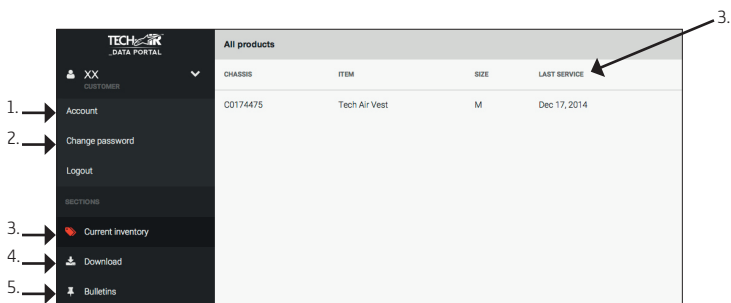 3.
TECH AIR
_DATA PORTAL
All products
XX
CUSTOMER
CHASSIS ITEM SIZE LAST SERVICE
1. Account
C0174475 Tech Air Vest M Dec 17, 2014
2. Change password
Logout
SECTIONS
3. Current inventory
4. Download
5. Bulletins